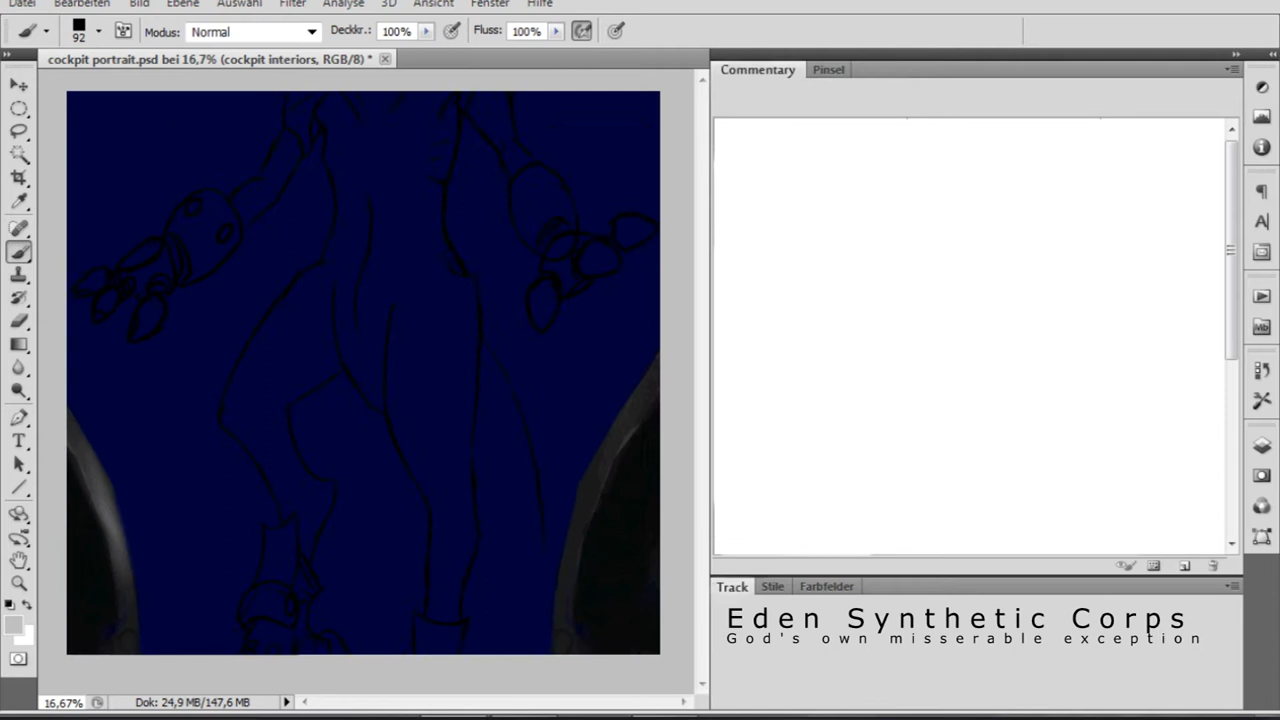 Datei Bearbeiten Bild Ebene Auswahl Filter Analyse 3D Ansicht Fenster Hilfe
92 Modus: Normal Deckkr.: 100% Fluss: 100%
cockpit portrait.psd bei 16,7% (cockpit interiors, RGB/8) *
Commentary Pinsel
Track Stile Farbfelder
Eden Synthetic Corps
God's own misserable exception
16,67% Dok: 24,9 MB/147,6 MB